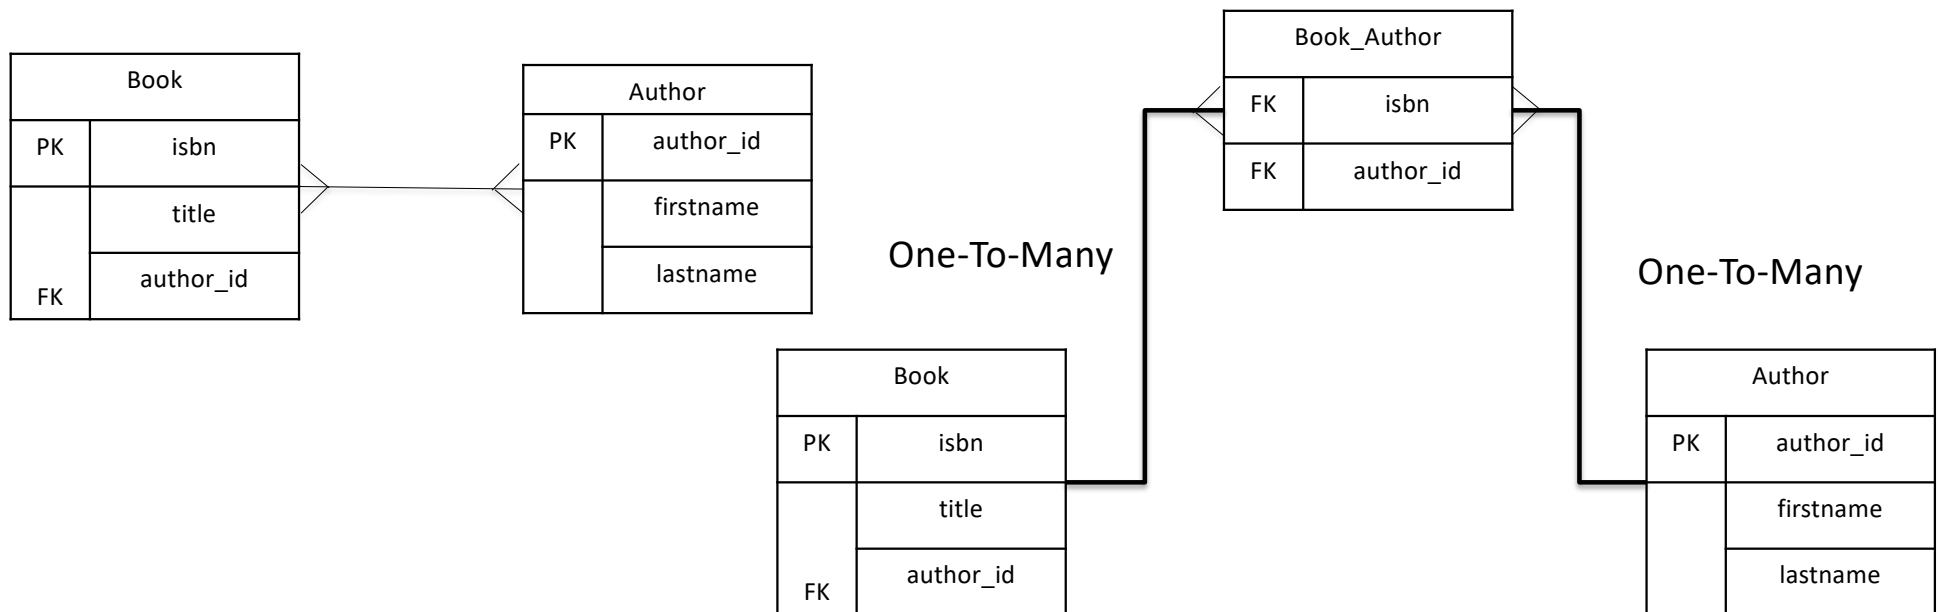 Book
PK isbn
title
FK author_id
Author
PK author_id
firstname
lastname
Book_Author
FK isbn
FK author_id
One-To-Many
One-To-Many
Book
PK isbn
title
FK author_id
Author
PK author_id
firstname
lastname